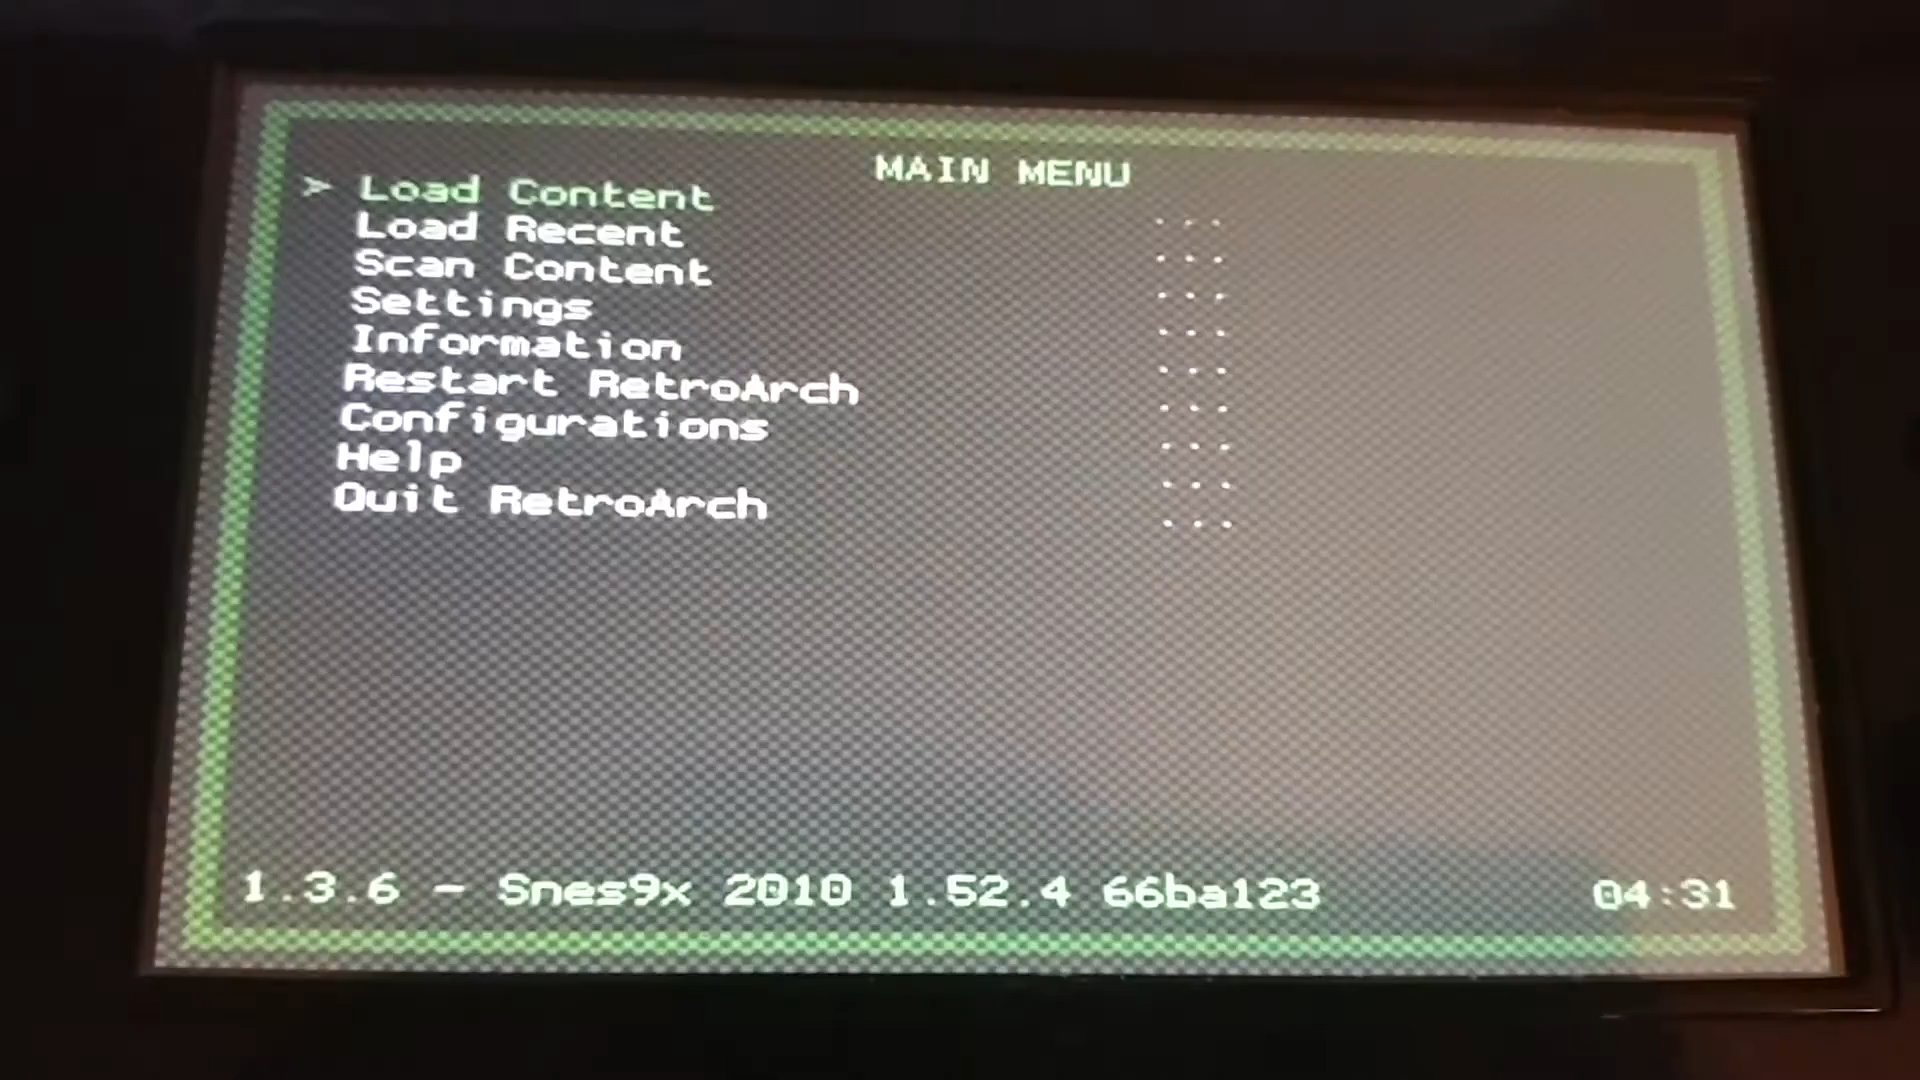 MAIN MENU
> Load Content ...
Load Recent ...
Scan Content ...
Settings ...
Information ...
Restart RetroArch ...
Configurations ...
Help ...
Quit RetroArch ...
1.3.6 - Snes9x 2010 1.52.4 66ba123 04:31